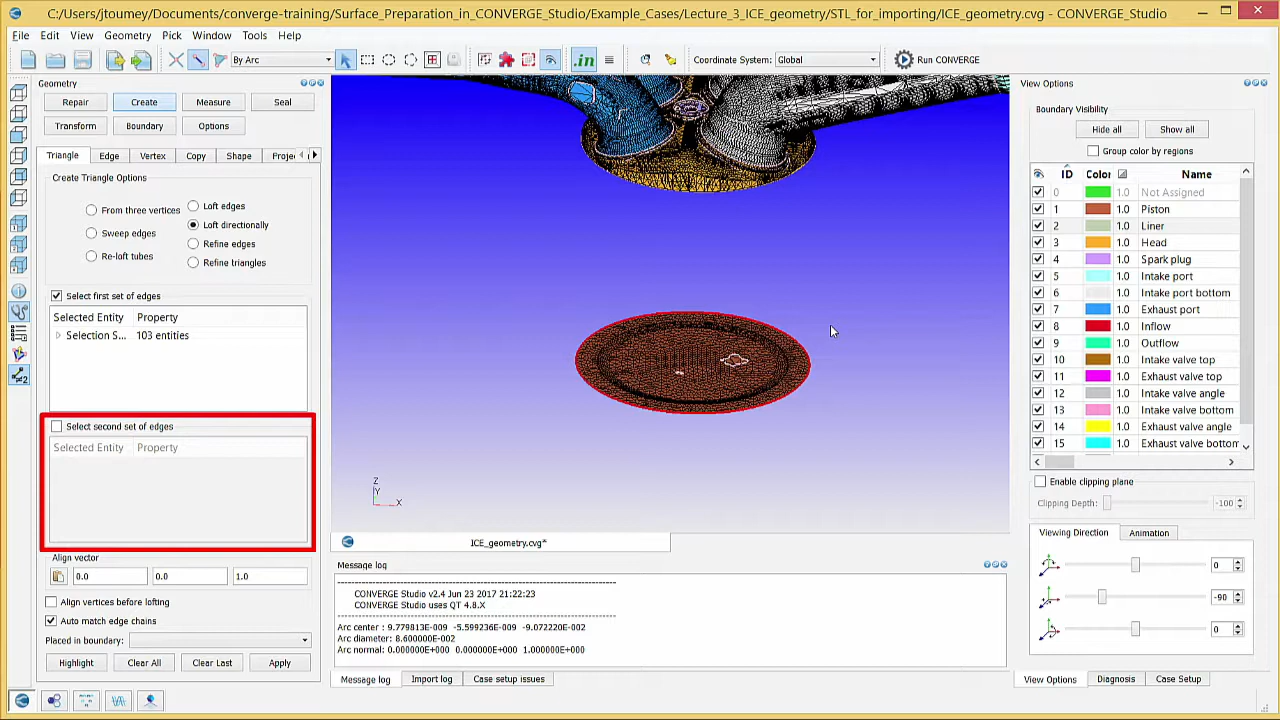 C:/Users/jtoumey/Documents/converge-training/Surface_Preparation_in_CONVERGE_Studio/Example_Cases/Lecture_3_ICE_geometry/STL_for_importing/ICE_geometry.cvg - CONVERGE_Studio
File Edit View Geometry Pick Window Tools Help
By Arc .in Coordinate System: Global Run CONVERGE
Geometry
Repair Create Measure Seal
Transform Boundary Options
Triangle Edge Vertex Copy Shape Projec
Create Triangle Options
From three vertices
Sweep edges
Re-loft tubes
Loft edges
Loft directionally
Refine edges
Refine triangles
Select first set of edges
Selected Entity Property
Selection S... 103 entities
Select second set of edges
Selected Entity Property
Align vector
0.0 0.0 1.0
Align vertices before lofting
Auto match edge chains
Placed in boundary:
Highlight Clear All Clear Last Apply
Z
Y
X
ICE_geometry.cvg*
Message log
CONVERGE Studio v2.4 Jun 23 2017 21:22:23
CONVERGE Studio uses QT 4.8.X
Arc center : 9.779813E-009 -5.599236E-009 -9.072220E-002
Arc diameter: 8.600000E-002
Arc normal: 0.000000E+000 0.000000E+000 1.000000E+000
Message log Import log Case setup issues
View Options
Boundary Visibility
Hide all Show all
Group color by regions
ID Color Name
0 1.0 Not Assigned
1 1.0 Piston
2 1.0 Liner
3 1.0 Head
4 1.0 Spark plug
5 1.0 Intake port
6 1.0 Intake port bottom
7 1.0 Exhaust port
8 1.0 Inflow
9 1.0 Outflow
10 1.0 Intake valve top
11 1.0 Exhaust valve top
12 1.0 Intake valve angle
13 1.0 Intake valve bottom
14 1.0 Exhaust valve angle
15 1.0 Exhaust valve bottom
Enable clipping plane
Clipping Depth: -100
Viewing Direction Animation
0
-90
0
View Options Diagnosis Case Setup